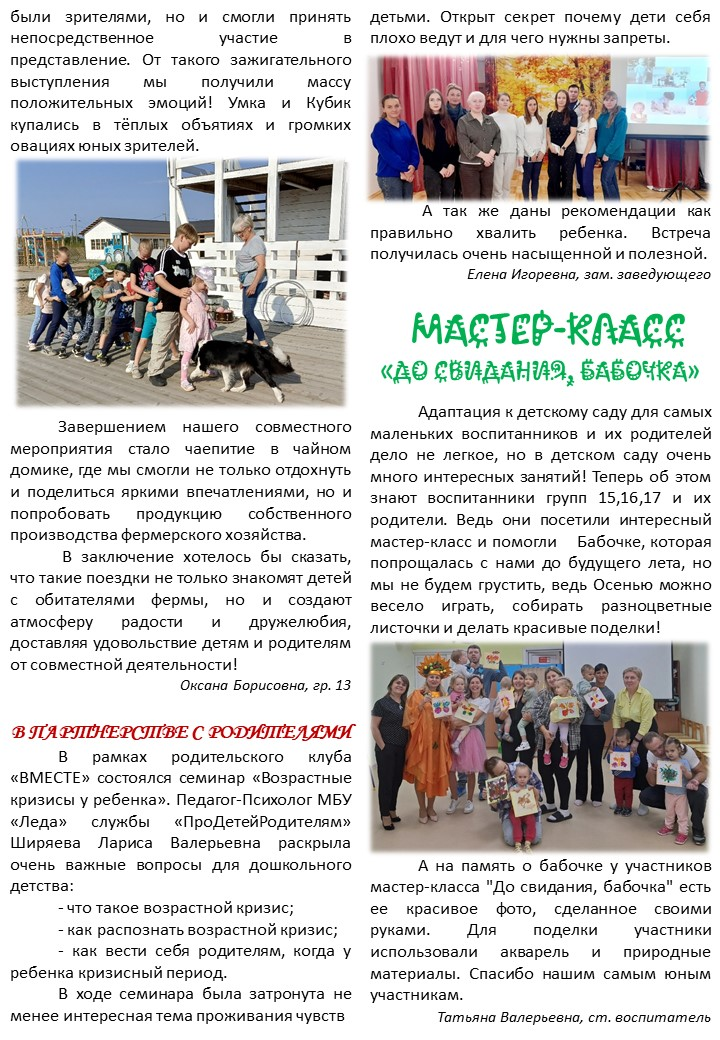 были зрителями, но и смогли принять
непосредственное участие в
представление. От такого зажигательного
выступления мы получили массу
положительных эмоций! Умка и Кубик
купались в тёплых объятиях и громких
овациях юных зрителей.
Завершением нашего совместного
мероприятия стало чаепитие в чайном
домике, где мы смогли не только отдохнуть
и поделиться яркими впечатлениями, но и
попробовать продукцию собственного
производства фермерского хозяйства.
В заключение хотелось бы сказать,
что такие поездки не только знакомят детей
с обитателями фермы, но и создают
атмосферу радости и дружелюбия,
доставляя удовольствие детям и родителям
от совместной деятельности!
Оксана Борисовна, гр. 13
В ПАРТНЕРСТВЕ С РОДИТЕЛЯМИ
В рамках родительского клуба
«ВМЕСТЕ» состоялся семинар «Возрастные
кризисы у ребенка». Педагог-Психолог МБУ
«Леда» службы «ПроДетейРодителям»
Ширяева Лариса Валерьевна раскрыла
очень важные вопросы для дошкольного
детства:
- что такое возрастной кризис;
- как распознать возрастной кризис;
- как вести себя родителям, когда у
ребенка кризисный период.
В ходе семинара была затронута не
менее интересная тема проживания чувств
детьми. Открыт секрет почему дети себя
плохо ведут и для чего нужны запреты.
А так же даны рекомендации как
правильно хвалить ребенка. Встреча
получилась очень насыщенной и полезной.
Елена Игоревна, зам. заведующего
МАСТЕР-КЛАСС
«ДО СВИДАНИЯ, БАБОЧКА»
Адаптация к детскому саду для самых
маленьких воспитанников и их родителей
дело не легкое, но в детском саду очень
много интересных занятий! Теперь об этом
знают воспитанники групп 15,16,17 и их
родители. Ведь они посетили интересный
мастер-класс и помогли Бабочке, которая
попрощалась с нами до будущего лета, но
мы не будем грустить, ведь Осенью можно
весело играть, собирать разноцветные
листочки и делать красивые поделки!
А на память о бабочке у участников
мастер-класса "До свидания, бабочка" есть
ее красивое фото, сделанное своими
руками. Для поделки участники
использовали акварель и природные
материалы. Спасибо нашим самым юным
участникам.
Татьяна Валерьевна, ст. воспитатель